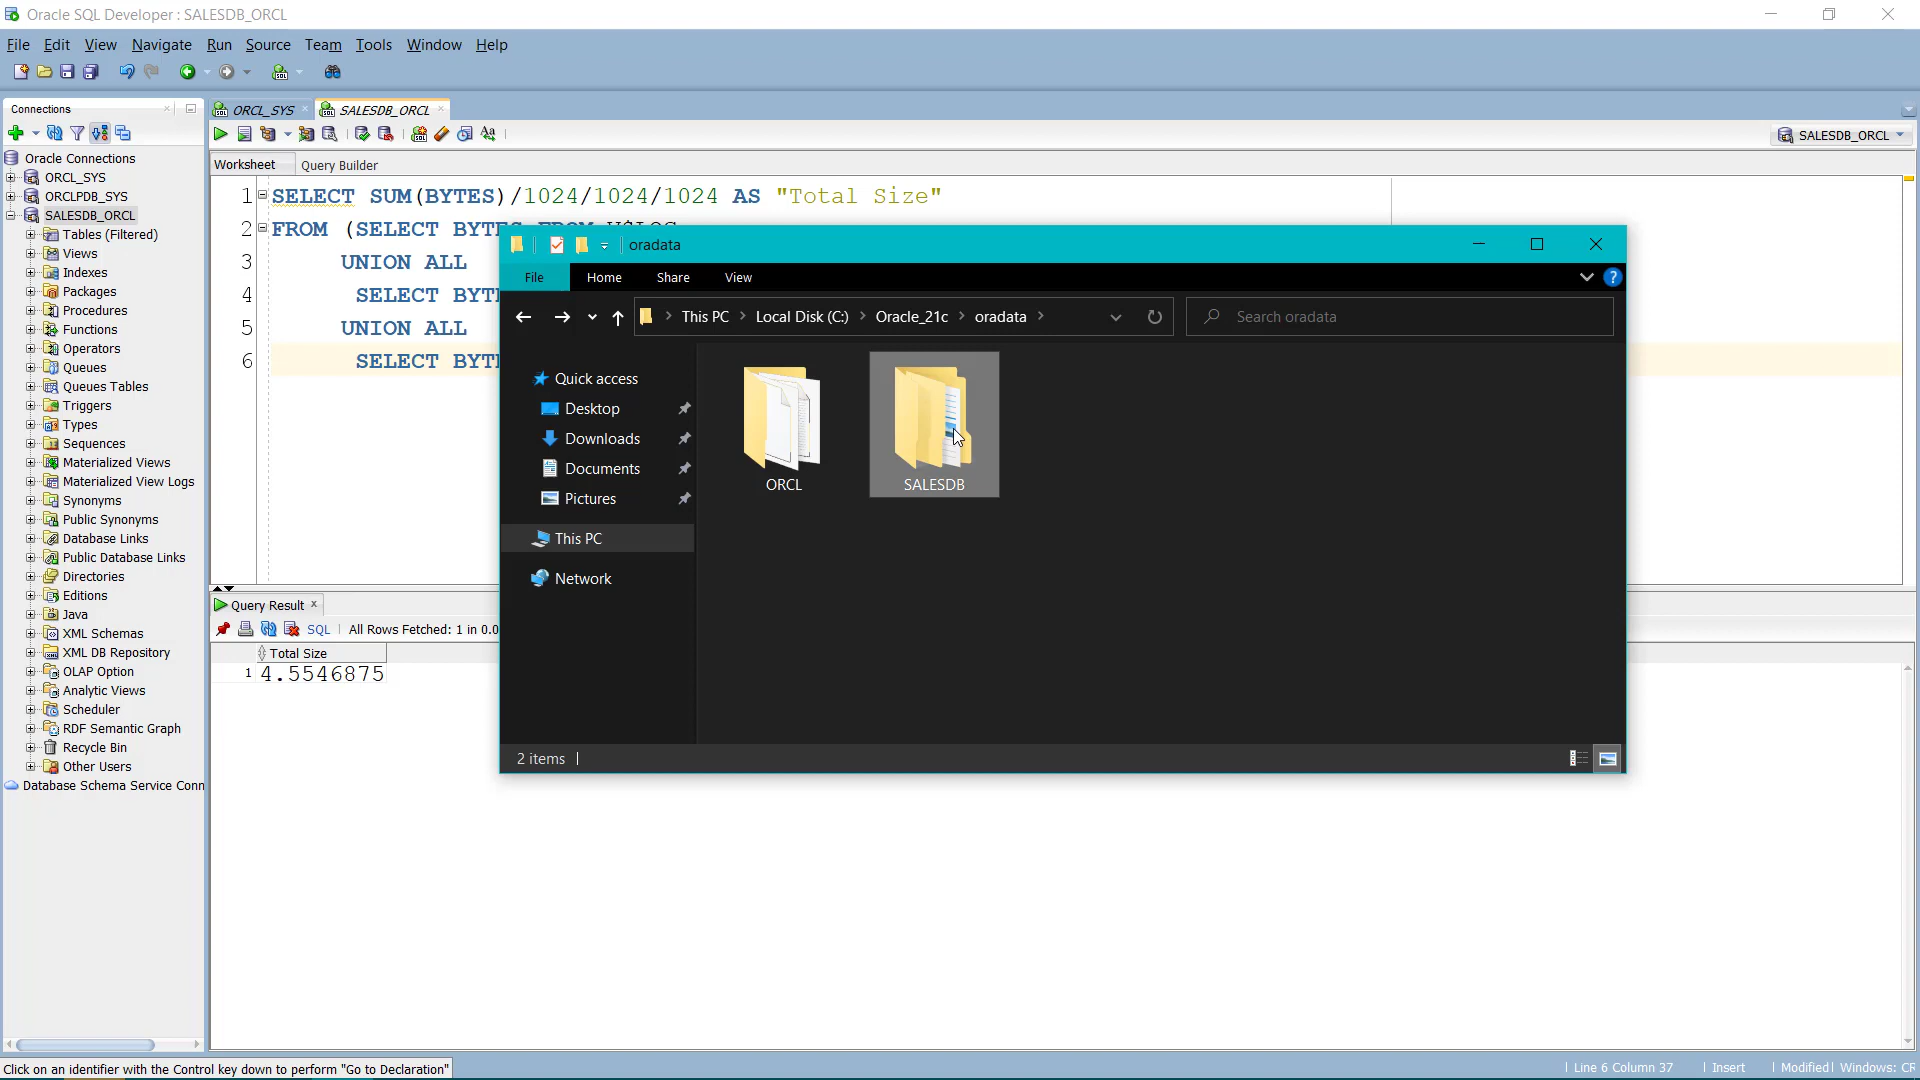 Oracle SQL Developer : SALESDB_ORCL
File Edit View Navigate Run Source Team Tools Window Help
Connections
ORCL_SYS
SALESDB_ORCL
SALESDB_ORCL
Worksheet
Query Builder
Oracle Connections
ORCL_SYS
ORCLPDB_SYS
SALESDB_ORCL
Tables (Filtered)
Views
Indexes
Packages
Procedures
Functions
Operators
Queues
Queues Tables
Triggers
Types
Sequences
Materialized Views
Materialized View Logs
Synonyms
Public Synonyms
Database Links
Public Database Links
Directories
Editions
Java
XML Schemas
XML DB Repository
OLAP Option
Analytic Views
Scheduler
RDF Semantic Graph
Recycle Bin
Other Users
Database Schema Service Conn
1 SELECT SUM(BYTES)/1024/1024/1024 AS "Total Size"
2 FROM (SELECT BYTES FROM V$LOG
3 UNION ALL
4 SELECT BYT
5 UNION ALL
6 SELECT BYT
oradata
File Home Share View
This PC Local Disk (C:) Oracle_21c oradata
Search oradata
Quick access
Desktop
Downloads
Documents
Pictures
This PC
Network
ORCL
SALESDB
2 items
Query Result
SQL All Rows Fetched: 1 in 0.0
Total Size
1 4.5546875
Click on an identifier with the Control key down to perform "Go to Declaration"
Line 6 Column 37 Insert Modified Windows: CR